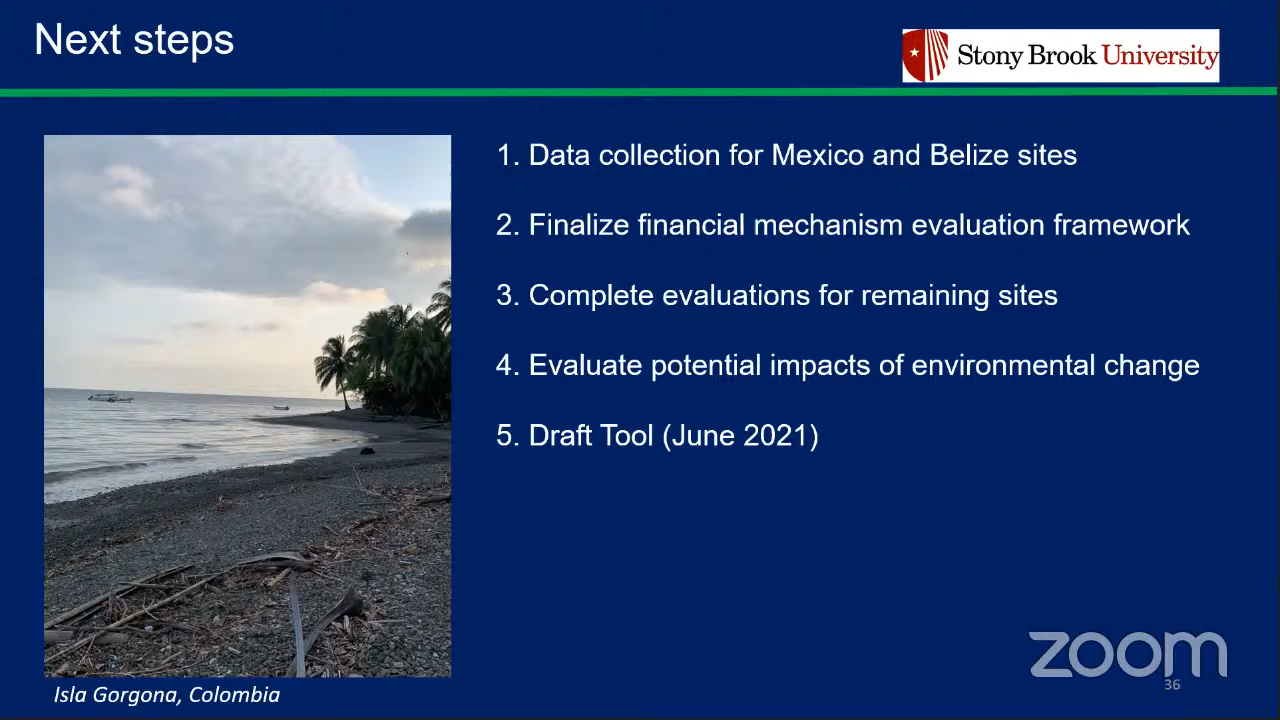 Next steps
Stony Brook University
1. Data collection for Mexico and Belize sites
2. Finalize financial mechanism evaluation framework
3. Complete evaluations for remaining sites
4. Evaluate potential impacts of environmental change
5. Draft Tool (June 2021)
zoom
36
Isla Gorgona, Colombia